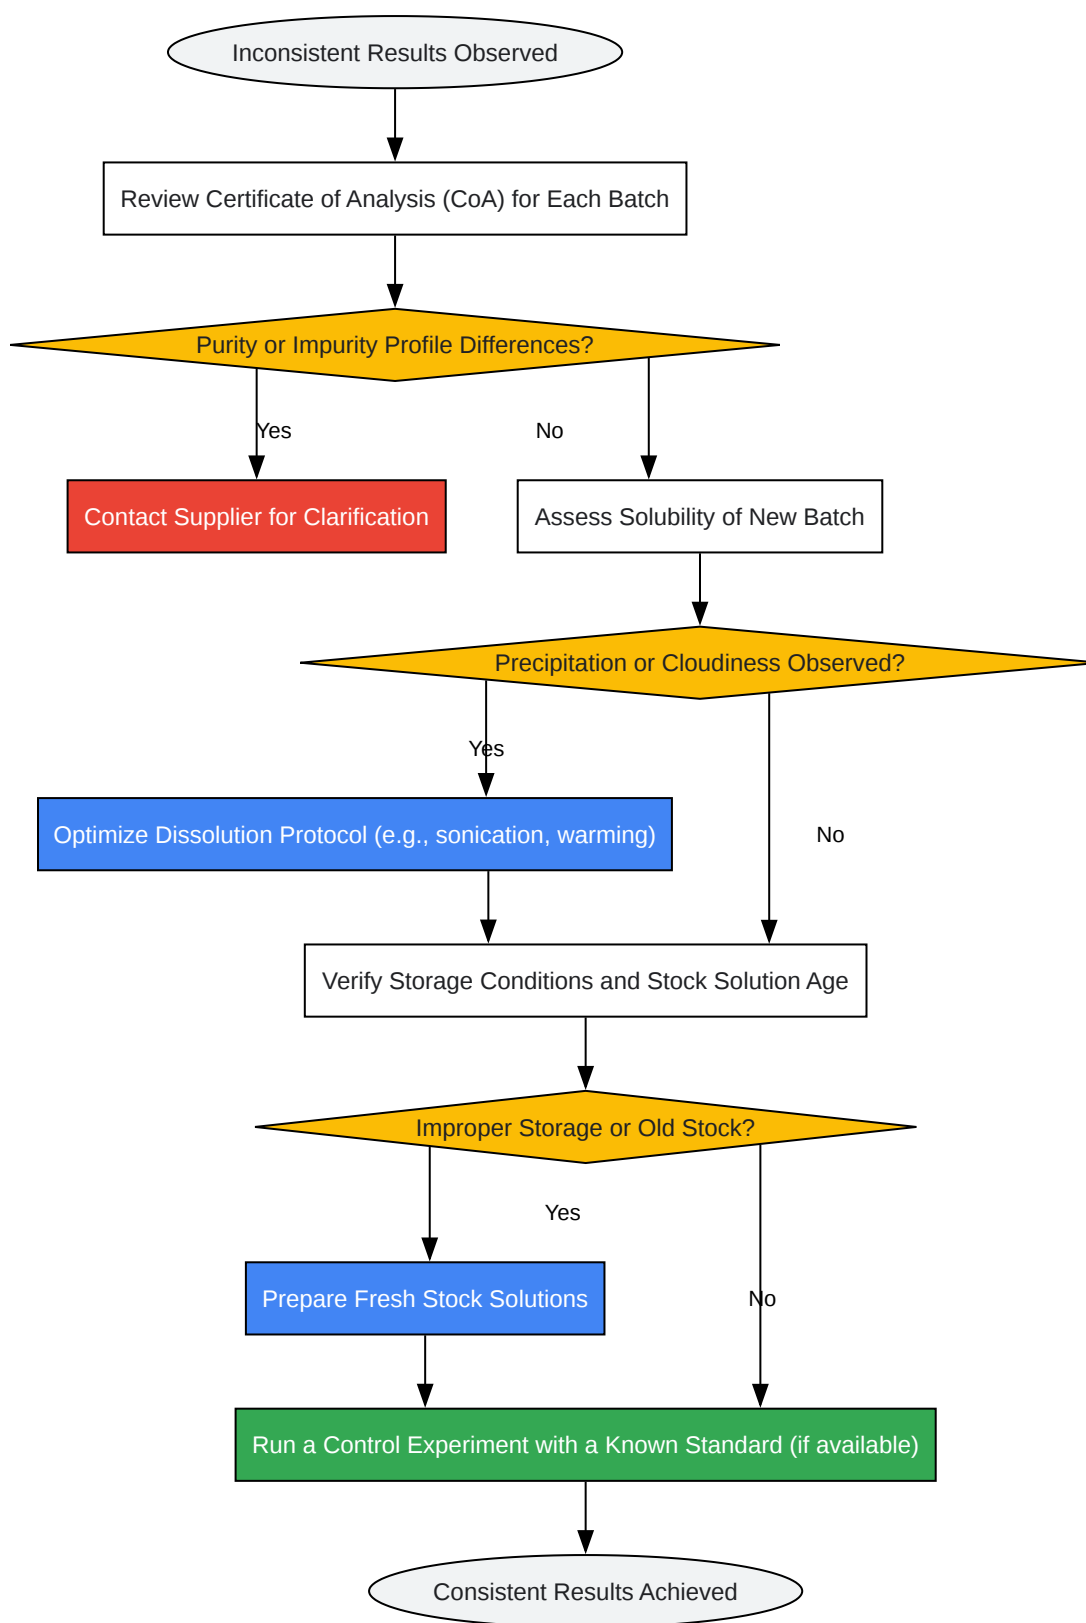 Inconsistent Results Observed
Review Certificate of Analysis (CoA) for Each Batch
Purity or Impurity Profile Differences?
Yes
No
Contact Supplier for Clarification
Assess Solubility of New Batch
Precipitation or Cloudiness Observed?
Yes
Optimize Dissolution Protocol (e.g., sonication, warming)
No
Verify Storage Conditions and Stock Solution Age
Improper Storage or Old Stock?
Yes
Prepare Fresh Stock Solutions
No
Run a Control Experiment with a Known Standard (if available)
Consistent Results Achieved